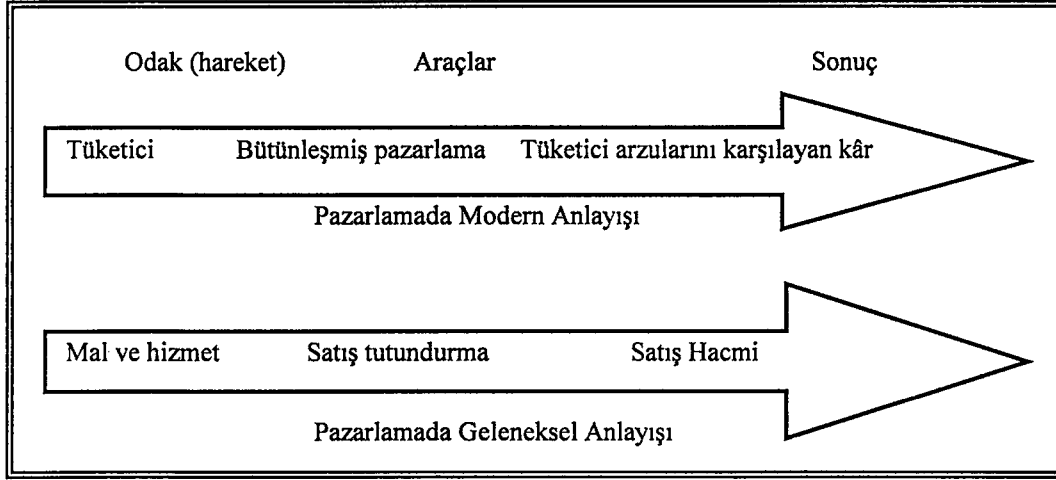 Odak (hareket) Araçlar Sonuç
Tüketici Bütünleşmiş pazarlama Tüketici arzularını karşılayan kâr
Pazarlamada Modern Anlayışı
Mal ve hizmet Satış tutundurma Satış Hacmi
Pazarlamada Geleneksel Anlayışı